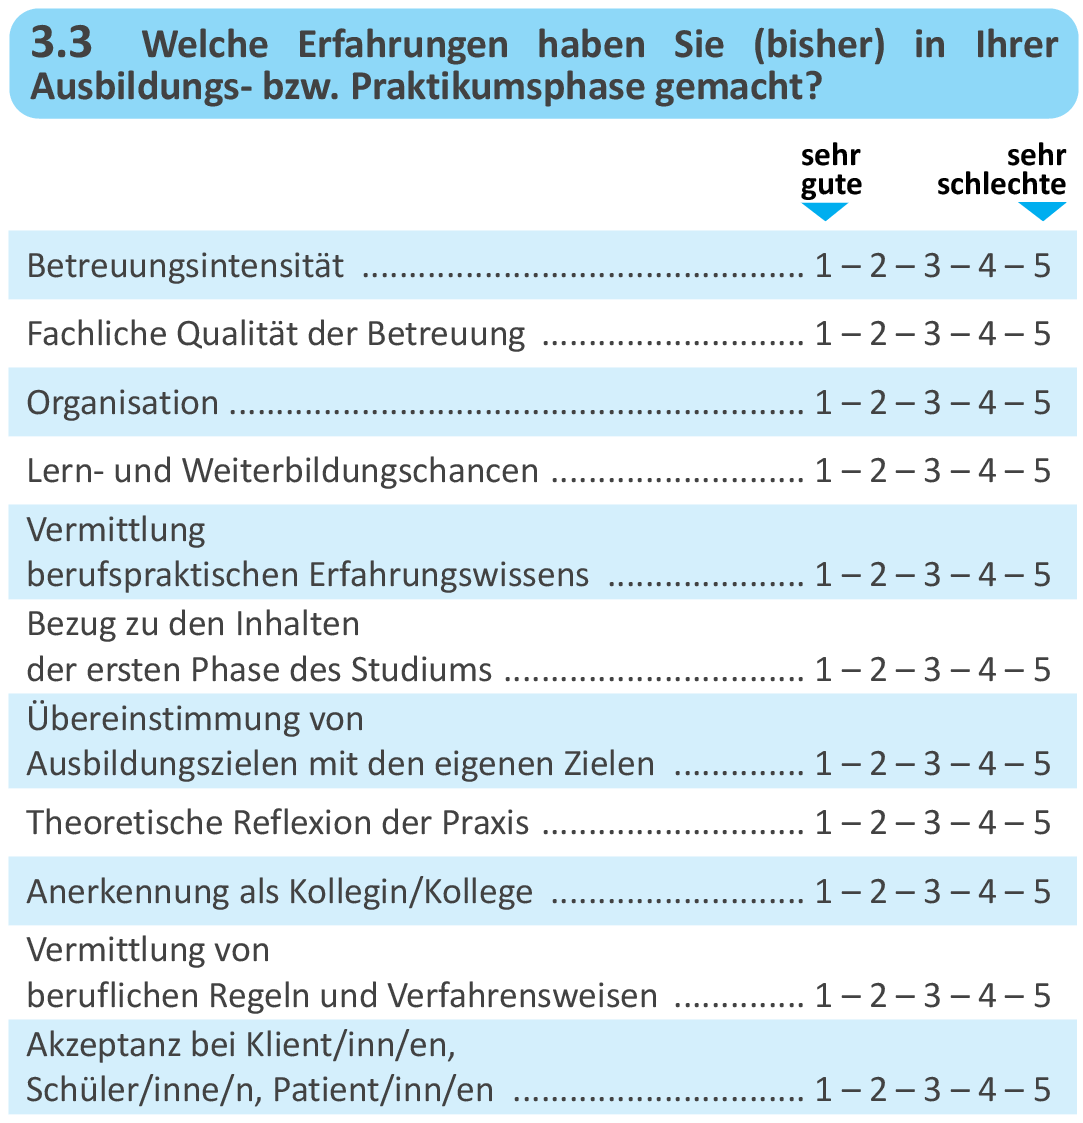 3.3 Welche Erfahrungen haben Sie (bisher) in Ihrer
Ausbildungs- bzw. Praktikumsphase gemacht?
sehr sehr
gute schlechte
Betreuungsintensität ............................................... 1 – 2 – 3 – 4 – 5
Fachliche Qualität der Betreuung ............................ 1 – 2 – 3 – 4 – 5
Organisation ............................................................. 1 – 2 – 3 – 4 – 5
Lern- und Weiterbildungschancen ........................... 1 – 2 – 3 – 4 – 5
Vermittlung
berufspraktischen Erfahrungswissens ..................... 1 – 2 – 3 – 4 – 5
Bezug zu den Inhalten
der ersten Phase des Studiums ................................ 1 – 2 – 3 – 4 – 5
Übereinstimmung von
Ausbildungszielen mit den eigenen Zielen .............. 1 – 2 – 3 – 4 – 5
Theoretische Reflexion der Praxis ............................ 1 – 2 – 3 – 4 – 5
Anerkennung als Kollegin/Kollege ........................... 1 – 2 – 3 – 4 – 5
Vermittlung von
beruflichen Regeln und Verfahrensweisen .............. 1 – 2 – 3 – 4 – 5
Akzeptanz bei Klient/inn/en,
Schüler/inne/n, Patient/inn/en ............................... 1 – 2 – 3 – 4 – 5